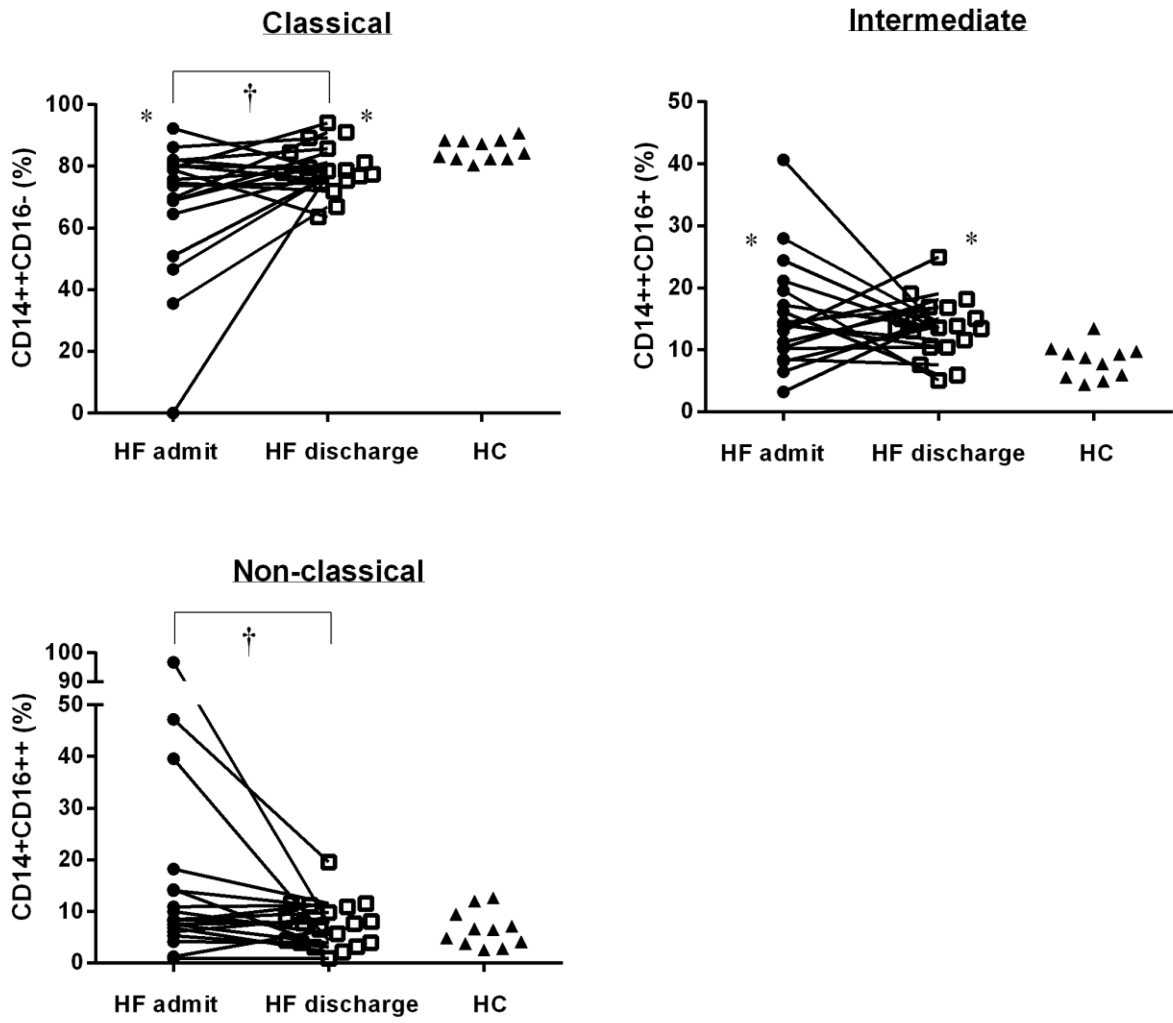 Classical
†
* *
CD14++CD16- (%)
100
80
60
40
20
0
HF admit HF discharge HC
Intermediate
* *
CD14++CD16+ (%)
50
40
30
20
10
0
HF admit HF discharge HC
Non-classical
†
CD14+CD16++ (%)
100
90
50
40
30
20
10
0
HF admit HF discharge HC